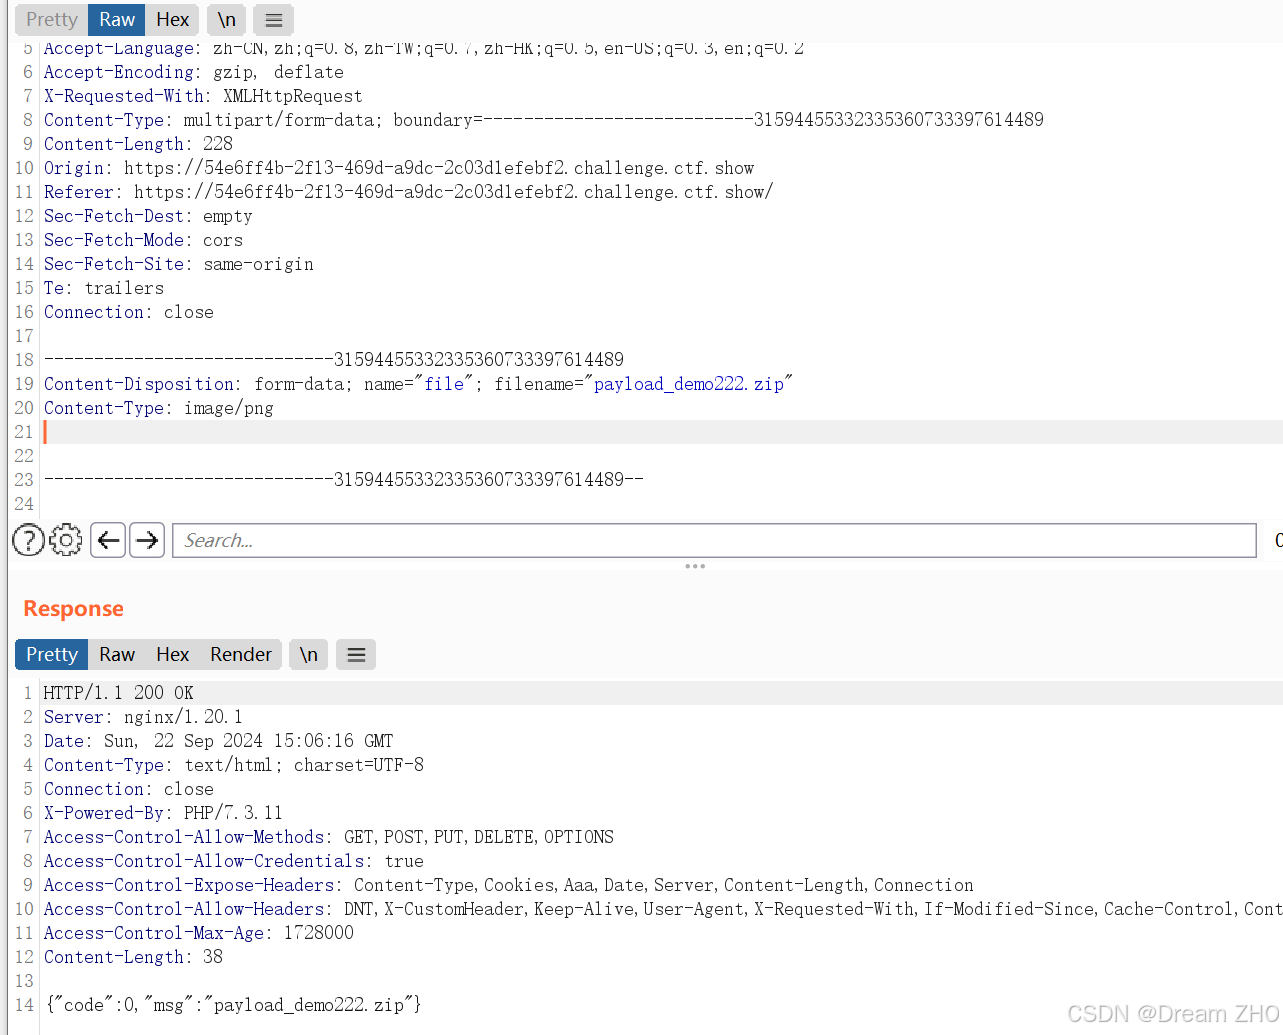 Pretty Raw Hex \n
5 Accept-Language: zh-CN,zh;q=0.8,zh-TW;q=0.7,zh-HK;q=0.5,en-US;q=0.3,en;q=0.2
6 Accept-Encoding: gzip, deflate
7 X-Requested-With: XMLHttpRequest
8 Content-Type: multipart/form-data; boundary=---------------------------315944553323353607333976144​89
9 Content-Length: 228
10 Origin: https://54e6ff4b-2f13-469d-a9dc-2c03d1efebf2.challenge.ctf.show
11 Referer: https://54e6ff4b-2f13-469d-a9dc-2c03d1efebf2.challenge.ctf.show/
12 Sec-Fetch-Dest: empty
13 Sec-Fetch-Mode: cors
14 Sec-Fetch-Site: same-origin
15 Te: trailers
16 Connection: close
17
18 -----------------------------31594455332335360733397614489
19 Content-Disposition: form-data; name="file"; filename="payload_demo222.zip"
20 Content-Type: image/png
21
22
23 -----------------------------31594455332335360733397614489--
24
Search...
Response
Pretty Raw Hex Render \n
1 HTTP/1.1 200 OK
2 Server: nginx/1.20.1
3 Date: Sun, 22 Sep 2024 15:06:16 GMT
4 Content-Type: text/html; charset=UTF-8
5 Connection: close
6 X-Powered-By: PHP/7.3.11
7 Access-Control-Allow-Methods: GET,POST,PUT,DELETE,OPTIONS
8 Access-Control-Allow-Credentials: true
9 Access-Control-Expose-Headers: Content-Type,Cookies,Aaa,Date,Server,Content-Length,Connection
10 Access-Control-Allow-Headers: DNT,X-CustomHeader,Keep-Alive,User-Agent,X-Requested-With,If-Modified-Since,Cache-Control,Cont
11 Access-Control-Max-Age: 1728000
12 Content-Length: 38
13
14 {"code":0,"msg":"payload_demo222.zip"}
CSDN @Dream ZHO